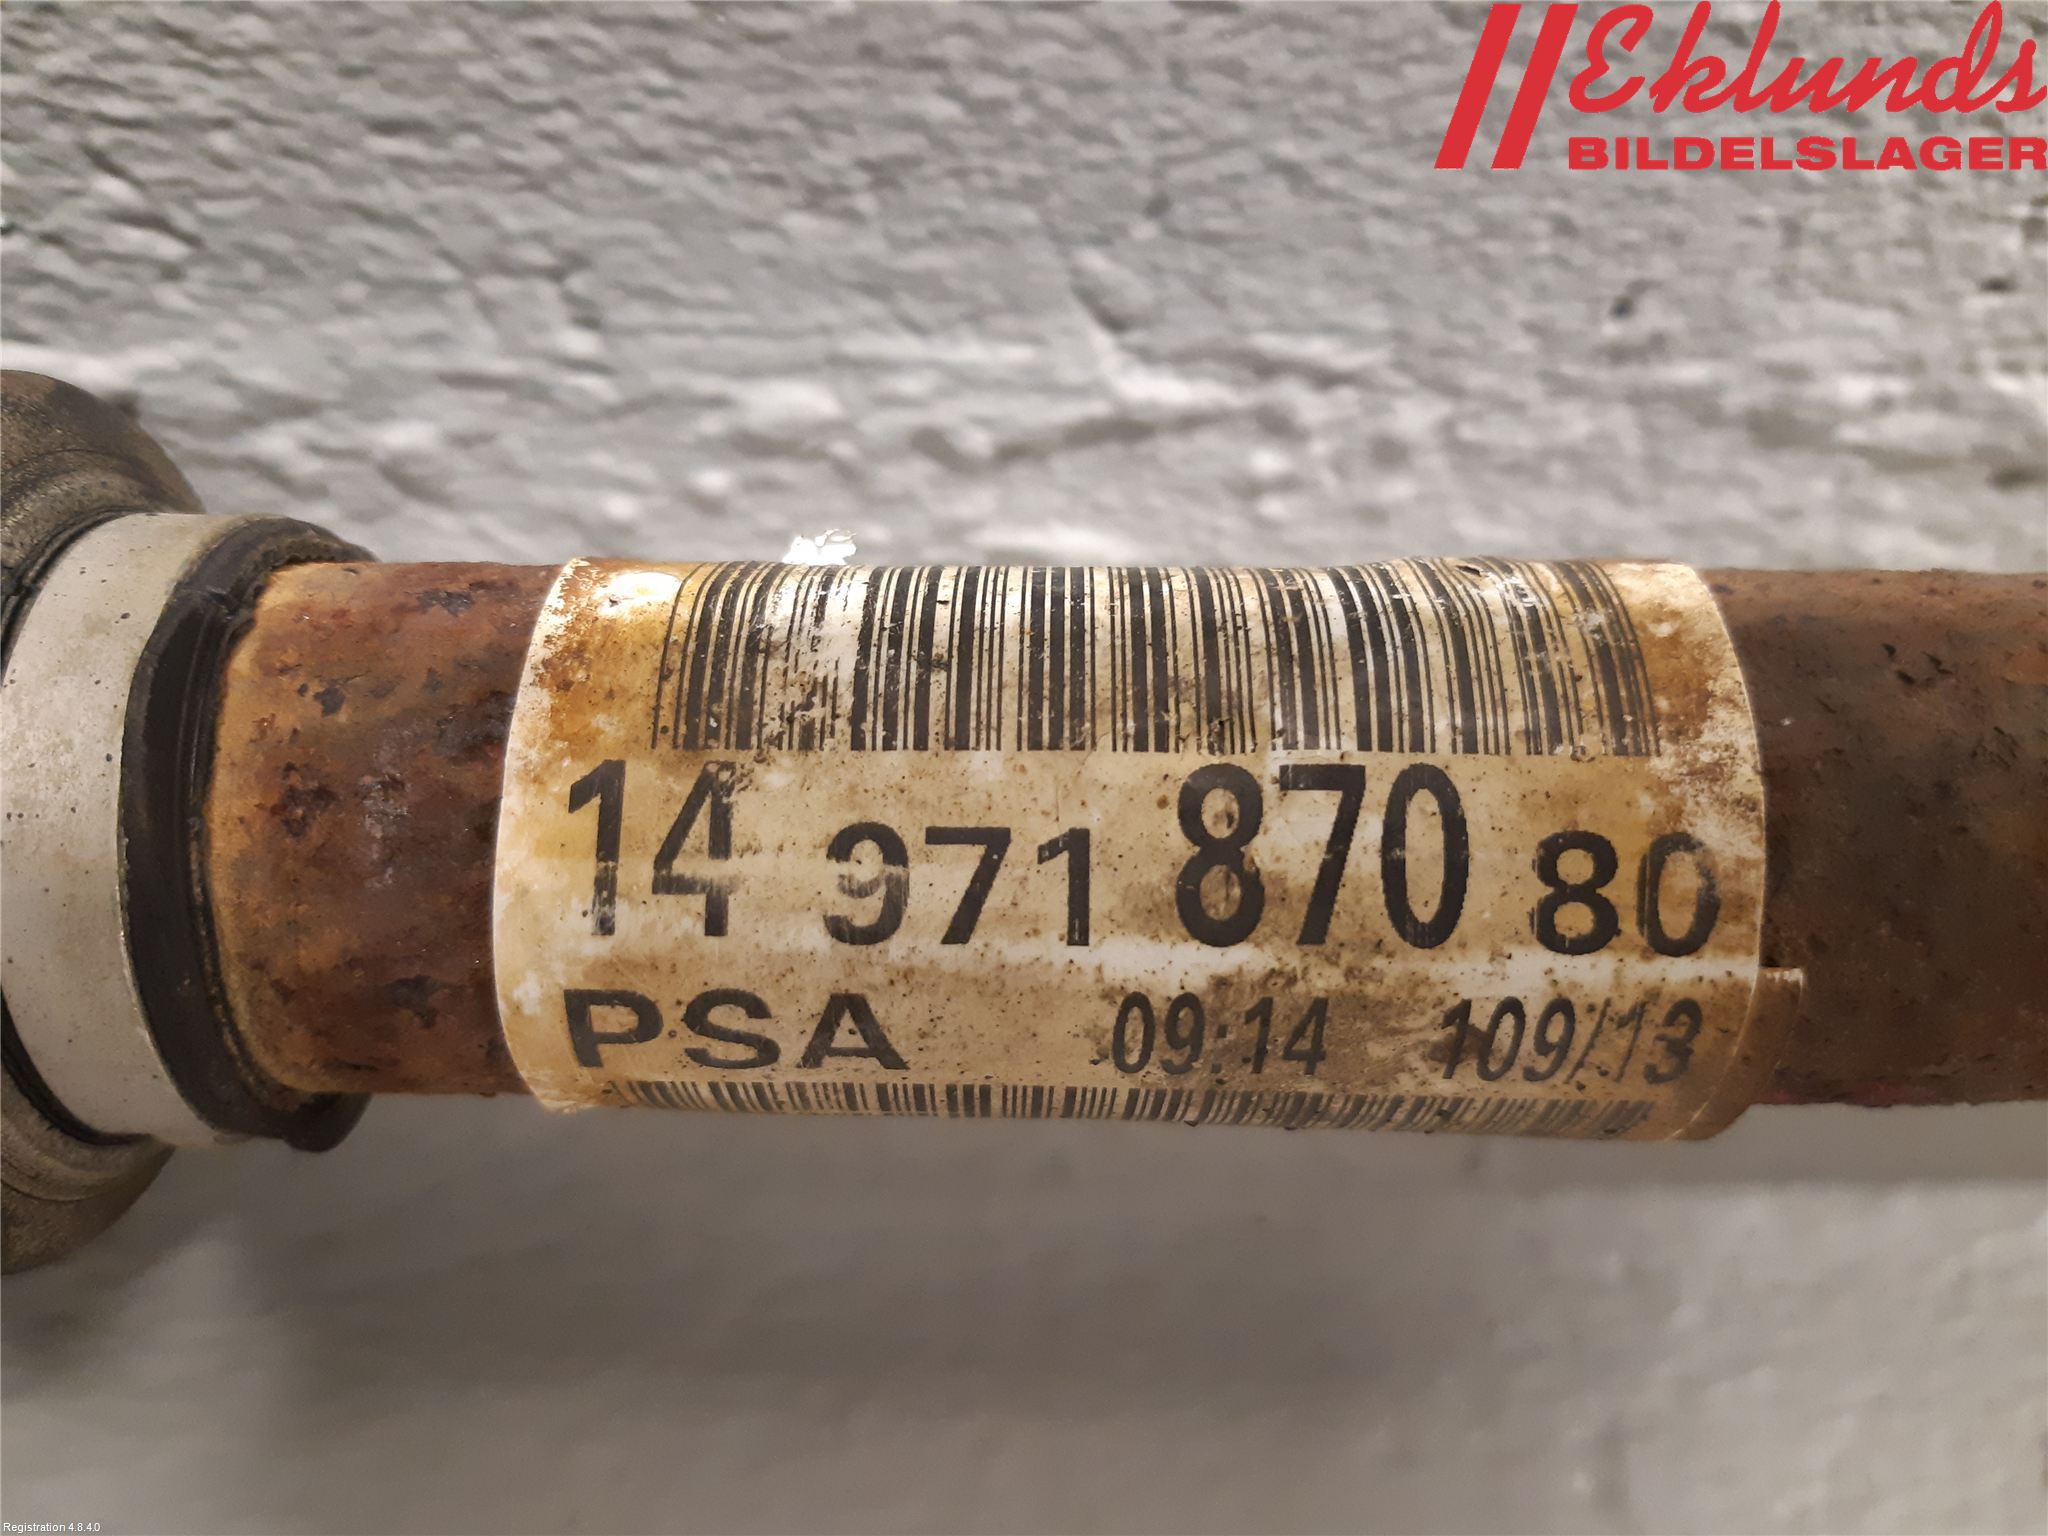 Eklunds
BILDELSLAGER
14 971 870 80
PSA 09:14 109/13
Registration 4.8.4.0